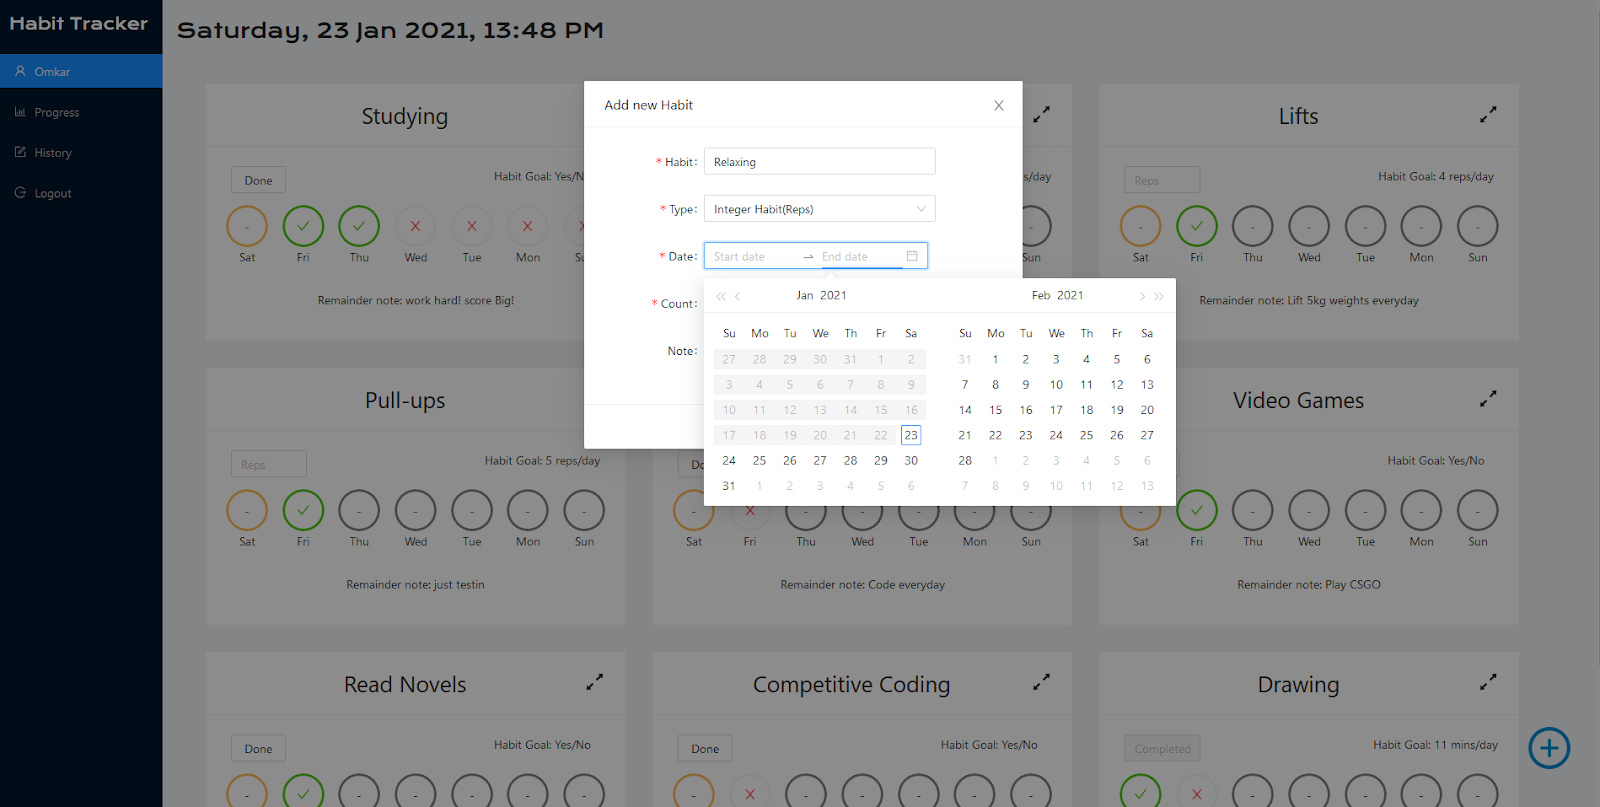 Habit Tracker
Omkar
Progress
History
Logout
Saturday, 23 Jan 2021, 13:48 PM
Studying
Done
Habit Goal: Yes/N
-
Sat Fri Thu Wed Tue Mon Su
Remainder note: work hard! score Big!
s/day
Sun
Lifts
Reps
Habit Goal: 4 reps/day
- - - - - -
Sat Fri Thu Wed Tue Mon Sun
Remainder note: Lift 5kg weights everyday
Add new Habit
* Habit: Relaxing
* Type: Integer Habit(Reps)
* Date: Start date → End date
* Count:
Note:
Jan 2021
Su Mo Tu We Th Fr Sa
27 28 29 30 31 1 2
3 4 5 6 7 8 9
10 11 12 13 14 15 16
17 18 19 20 21 22 23
24 25 26 27 28 29 30
31 1 2 3 4 5 6
Feb 2021
Su Mo Tu We Th Fr Sa
31 1 2 3 4 5 6
7 8 9 10 11 12 13
14 15 16 17 18 19 20
21 22 23 24 25 26 27
28 1 2 3 4 5 6
7 8 9 10 11 12 13
Pull-ups
Reps
Habit Goal: 5 reps/day
- - - - - -
Sat Fri Thu Wed Tue Mon Sun
Remainder note: just testin
Do
- - - - - -
Sat Fri Thu Wed Tue Mon Sun
Remainder note: Code everyday
Video Games
Habit Goal: Yes/No
- - - - - -
Sat Fri Thu Wed Tue Mon Sun
Remainder note: Play CSGO
Read Novels
Done
Habit Goal: Yes/No
- - - - - -
Competitive Coding
Done
Habit Goal: Yes/No
- - - - - -
Drawing
Completed
Habit Goal: 11 mins/day
- - - - -